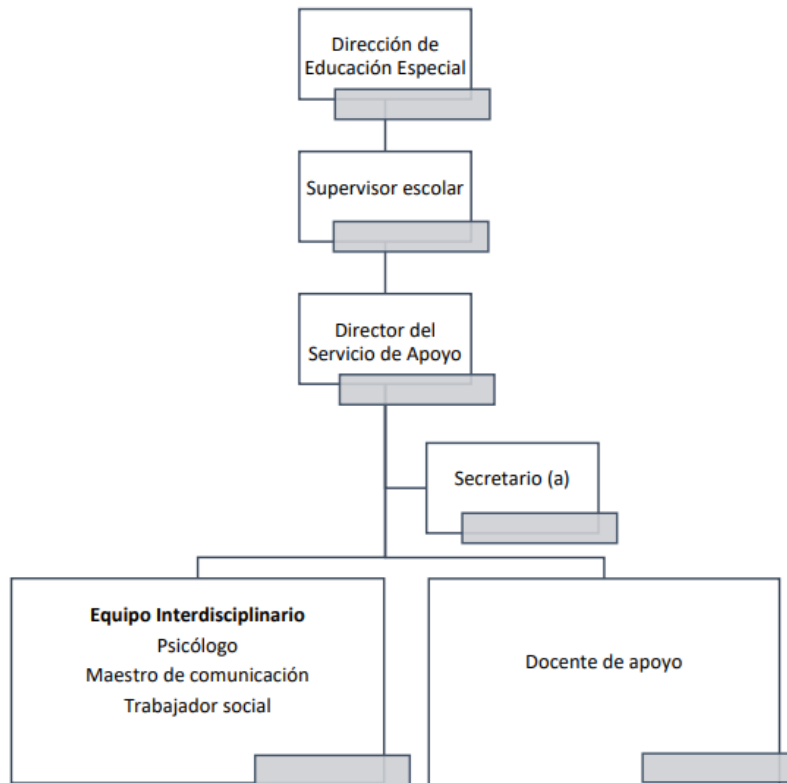 Dirección de
Educación Especial
Supervisor escolar
Director del
Servicio de Apoyo
Secretario (a)
Equipo Interdisciplinario
Psicólogo
Maestro de comunicación
Trabajador social
Docente de apoyo